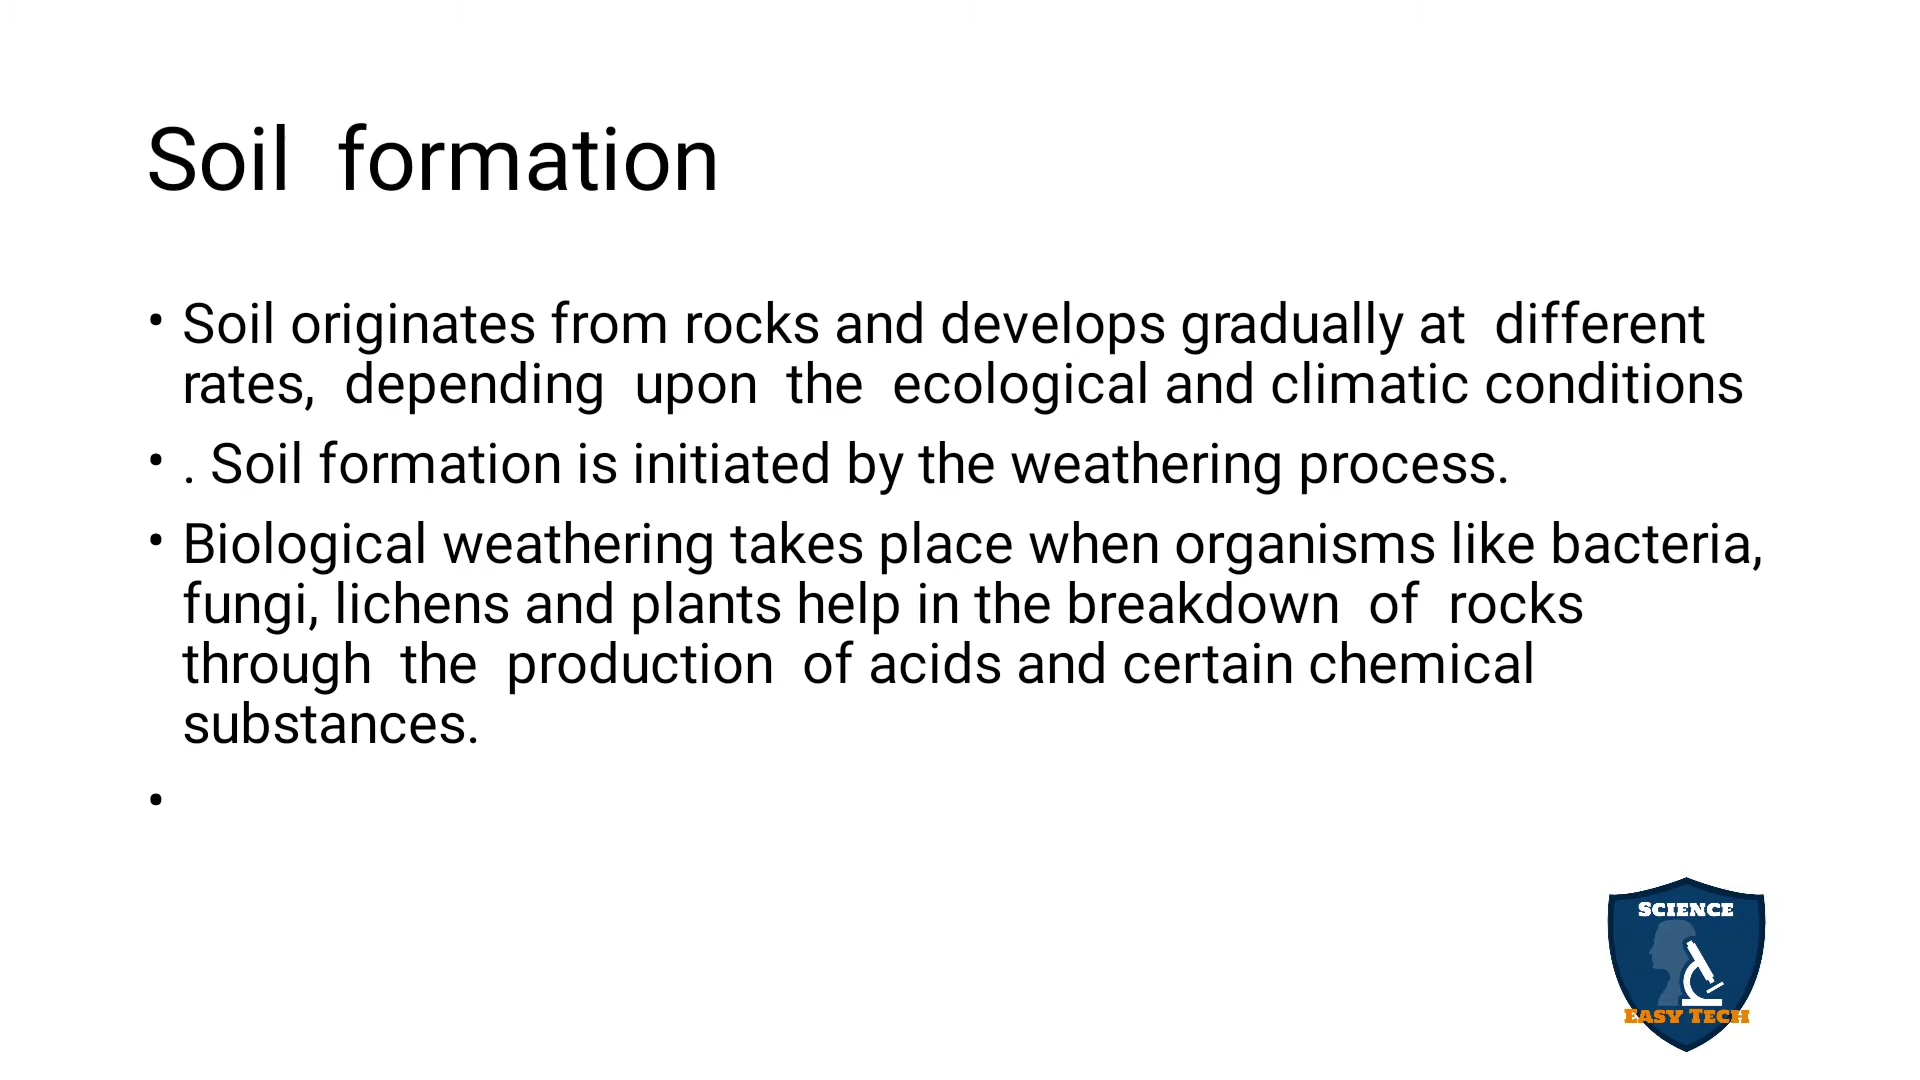 Soil  formation
• Soil originates from rocks and develops gradually at  different
rates,  depending  upon  the  ecological and climatic conditions
• . Soil formation is initiated by the weathering process.
• Biological weathering takes place when organisms like bacteria,
fungi, lichens and plants help in the breakdown  of  rocks
through  the  production  of acids and certain chemical
substances.
•
SCIENCE
EASY TECH